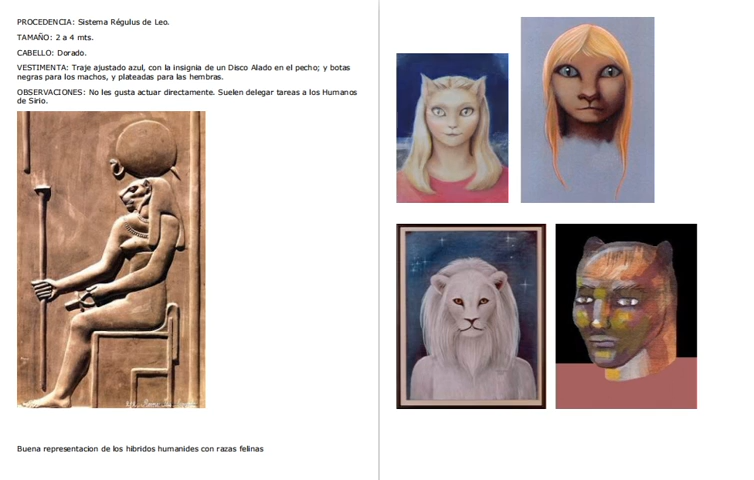 PROCEDENCIA: Sistema Régulus de Leo.
TAMAÑO: 2 a 4 mts.
CABELLO: Dorado.
VESTIMENTA: Traje ajustado azul, con la insignia de un Disco Alado en el pecho; y botas
negras para los machos, y plateadas para las hembras.
OBSERVACIONES: No les gusta actuar directamente. Suelen delegar tareas a los Humanos
de Sirio.
Buena representacion de los hibridos humanides con razas felinas